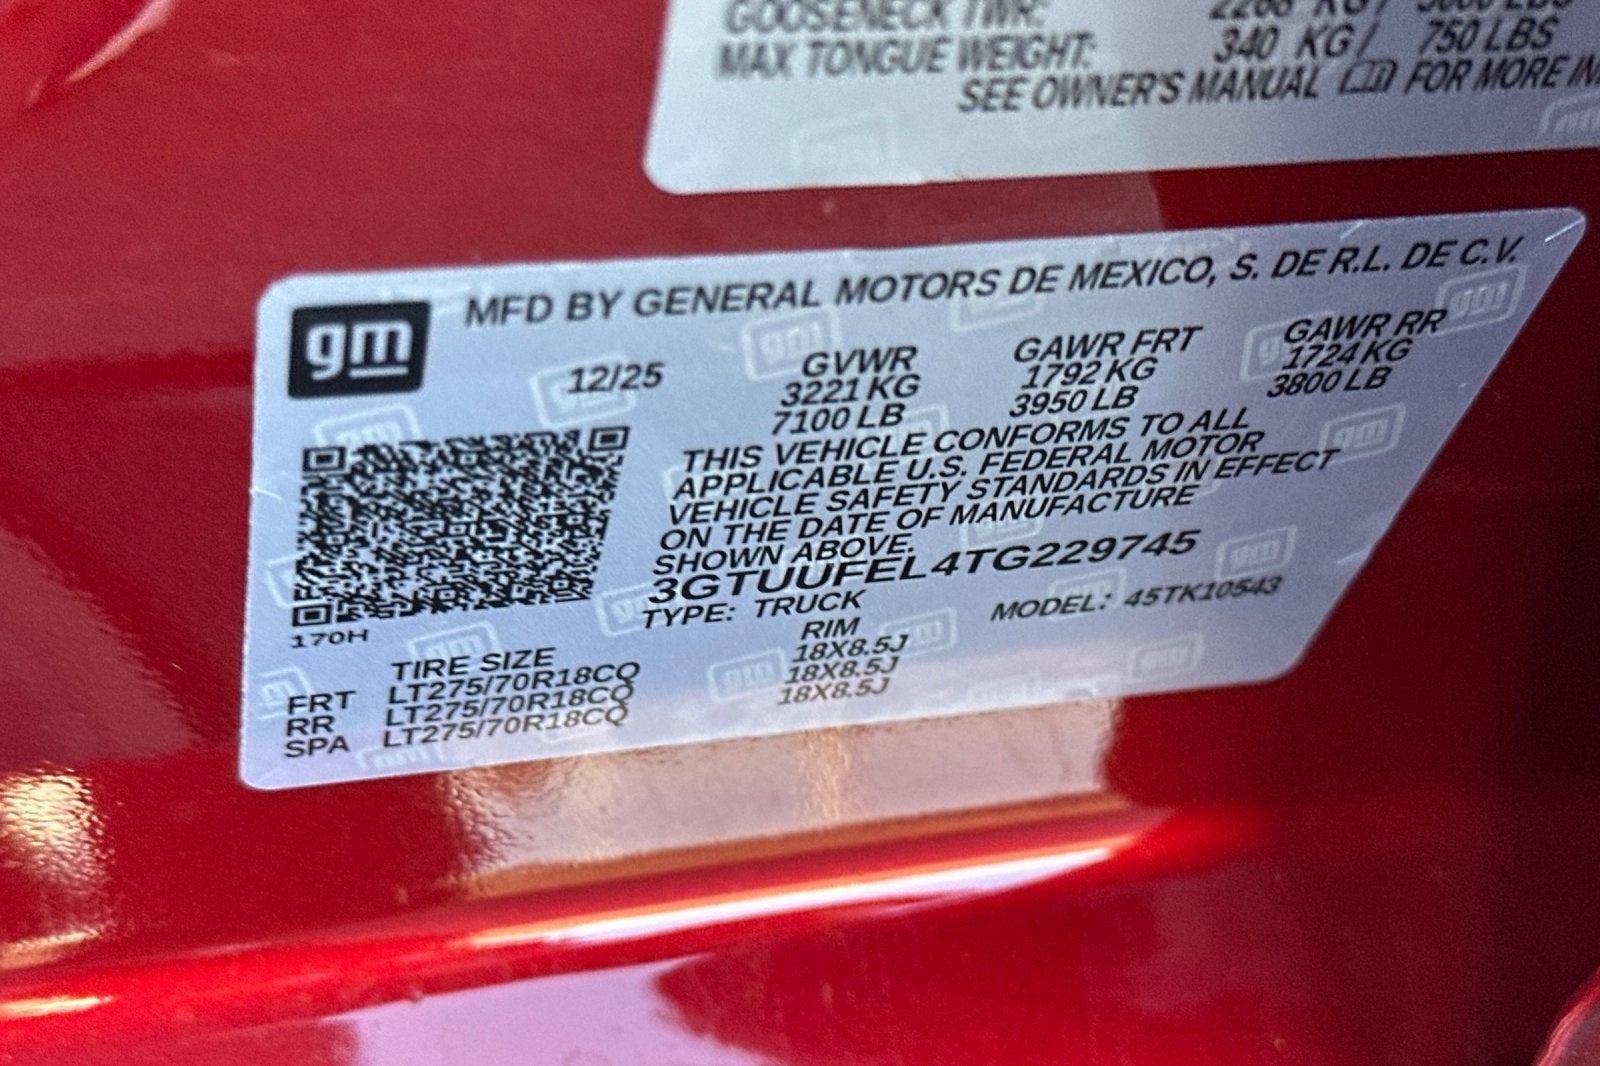 GOOSENECK TWR: 2268 KG/ 5000 LBS
MAX TONGUE WEIGHT: 340 KG/ 750 LBS
SEE OWNER'S MANUAL FOR MORE
gm
MFD BY GENERAL MOTORS DE MEXICO, S. DE R.L. DE C.V.
12/25 GVWR GAWR FRT GAWR RR
3221 KG 1792 KG 1724 KG
7100 LB 3950 LB 3800 LB
THIS VEHICLE CONFORMS TO ALL
APPLICABLE U.S. FEDERAL MOTOR
VEHICLE SAFETY STANDARDS IN EFFECT
ON THE DATE OF MANUFACTURE
SHOWN ABOVE.
3GTUUFEL4TG229745
TYPE: TRUCK MODEL: 45TK10543
170H
TIRE SIZE RIM
FRT LT275/70R18CQ 18X8.5J
RR LT275/70R18CQ 18X8.5J
SPA LT275/70R18CQ 18X8.5J